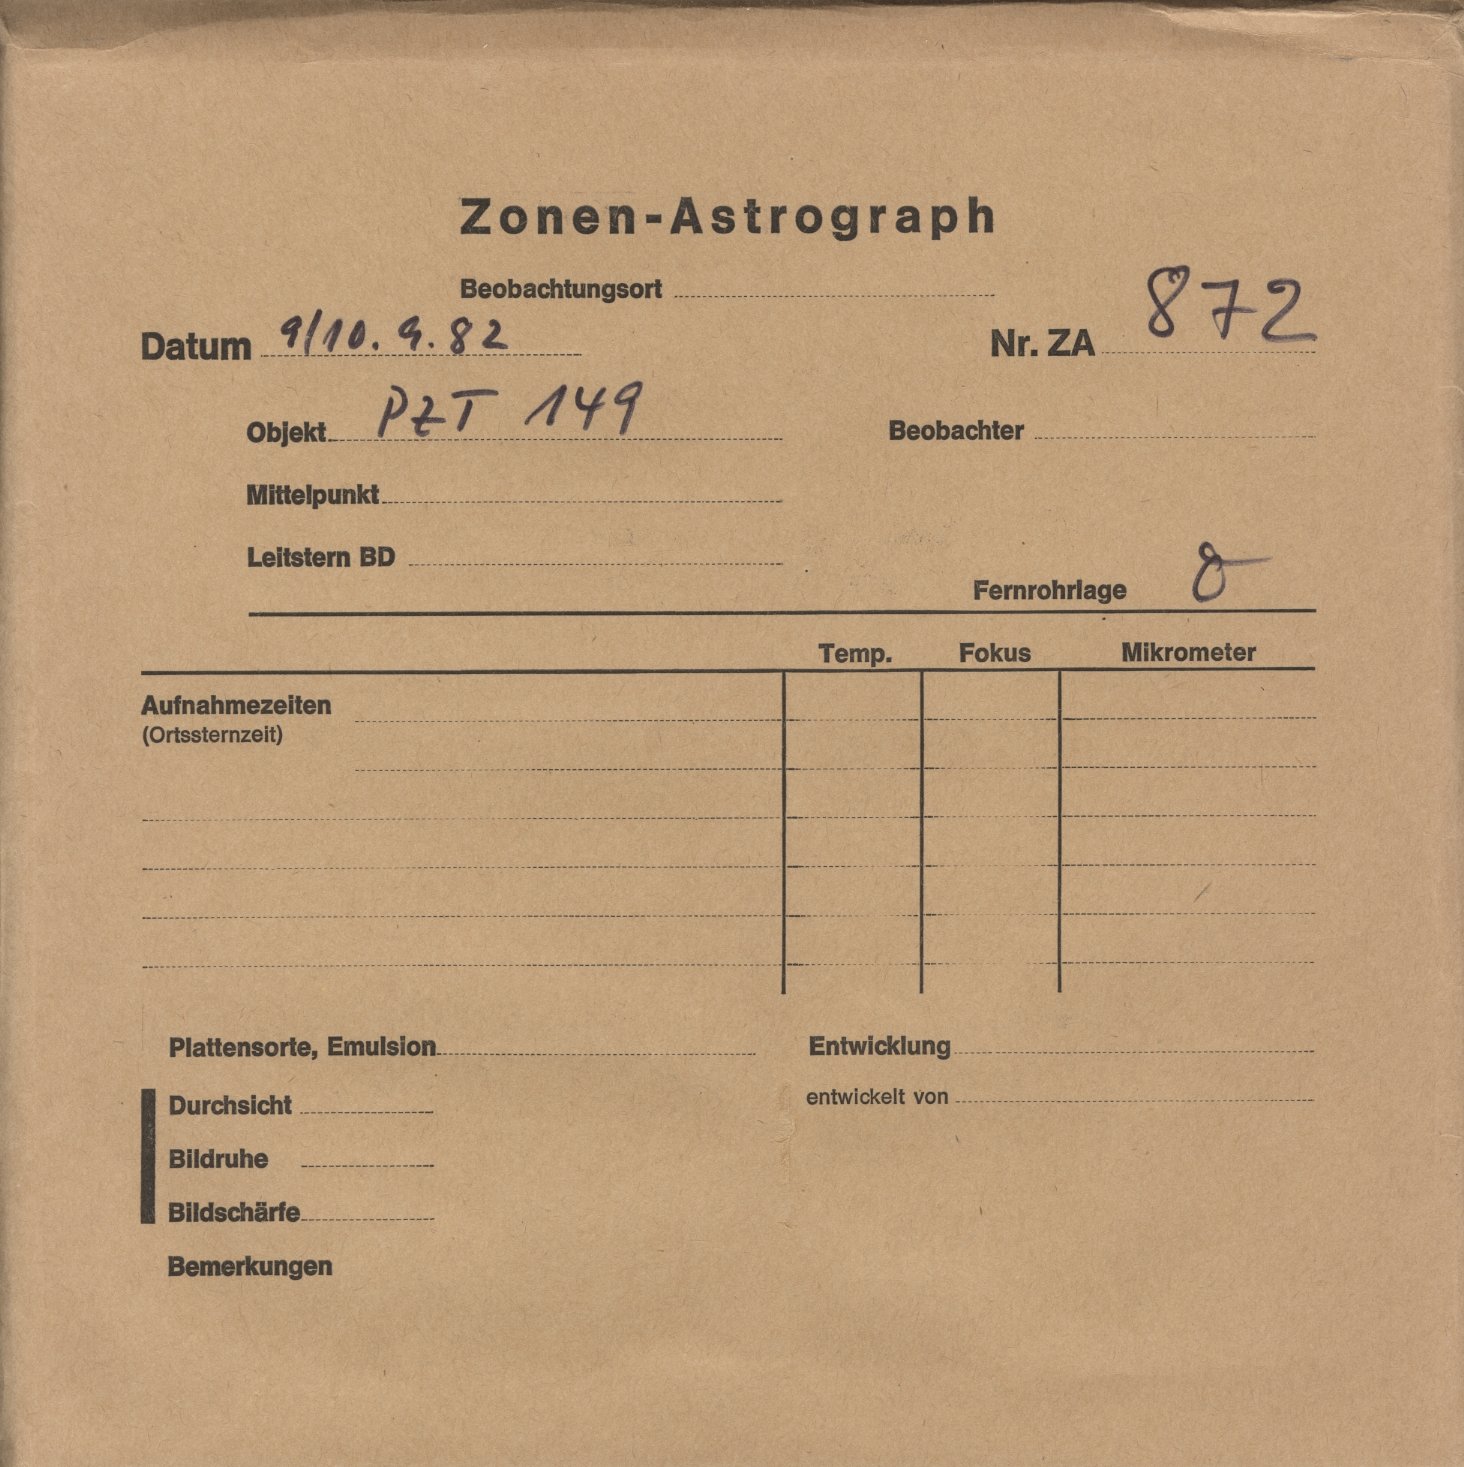 Zonen-Astrograph
Beobachtungsort
Datum 9/10. 9. 82
Nr. ZA 872
Objekt PZT 149
Beobachter
Mittelpunkt
Leitstern BD
Fernrohrlage
Temp. Fokus Mikrometer
Aufnahmezeiten
(Ortssternzeit)
Plattensorte, Emulsion
Entwicklung
Durchsicht
entwickelt von
Bildruhe
Bildschärfe
Bemerkungen